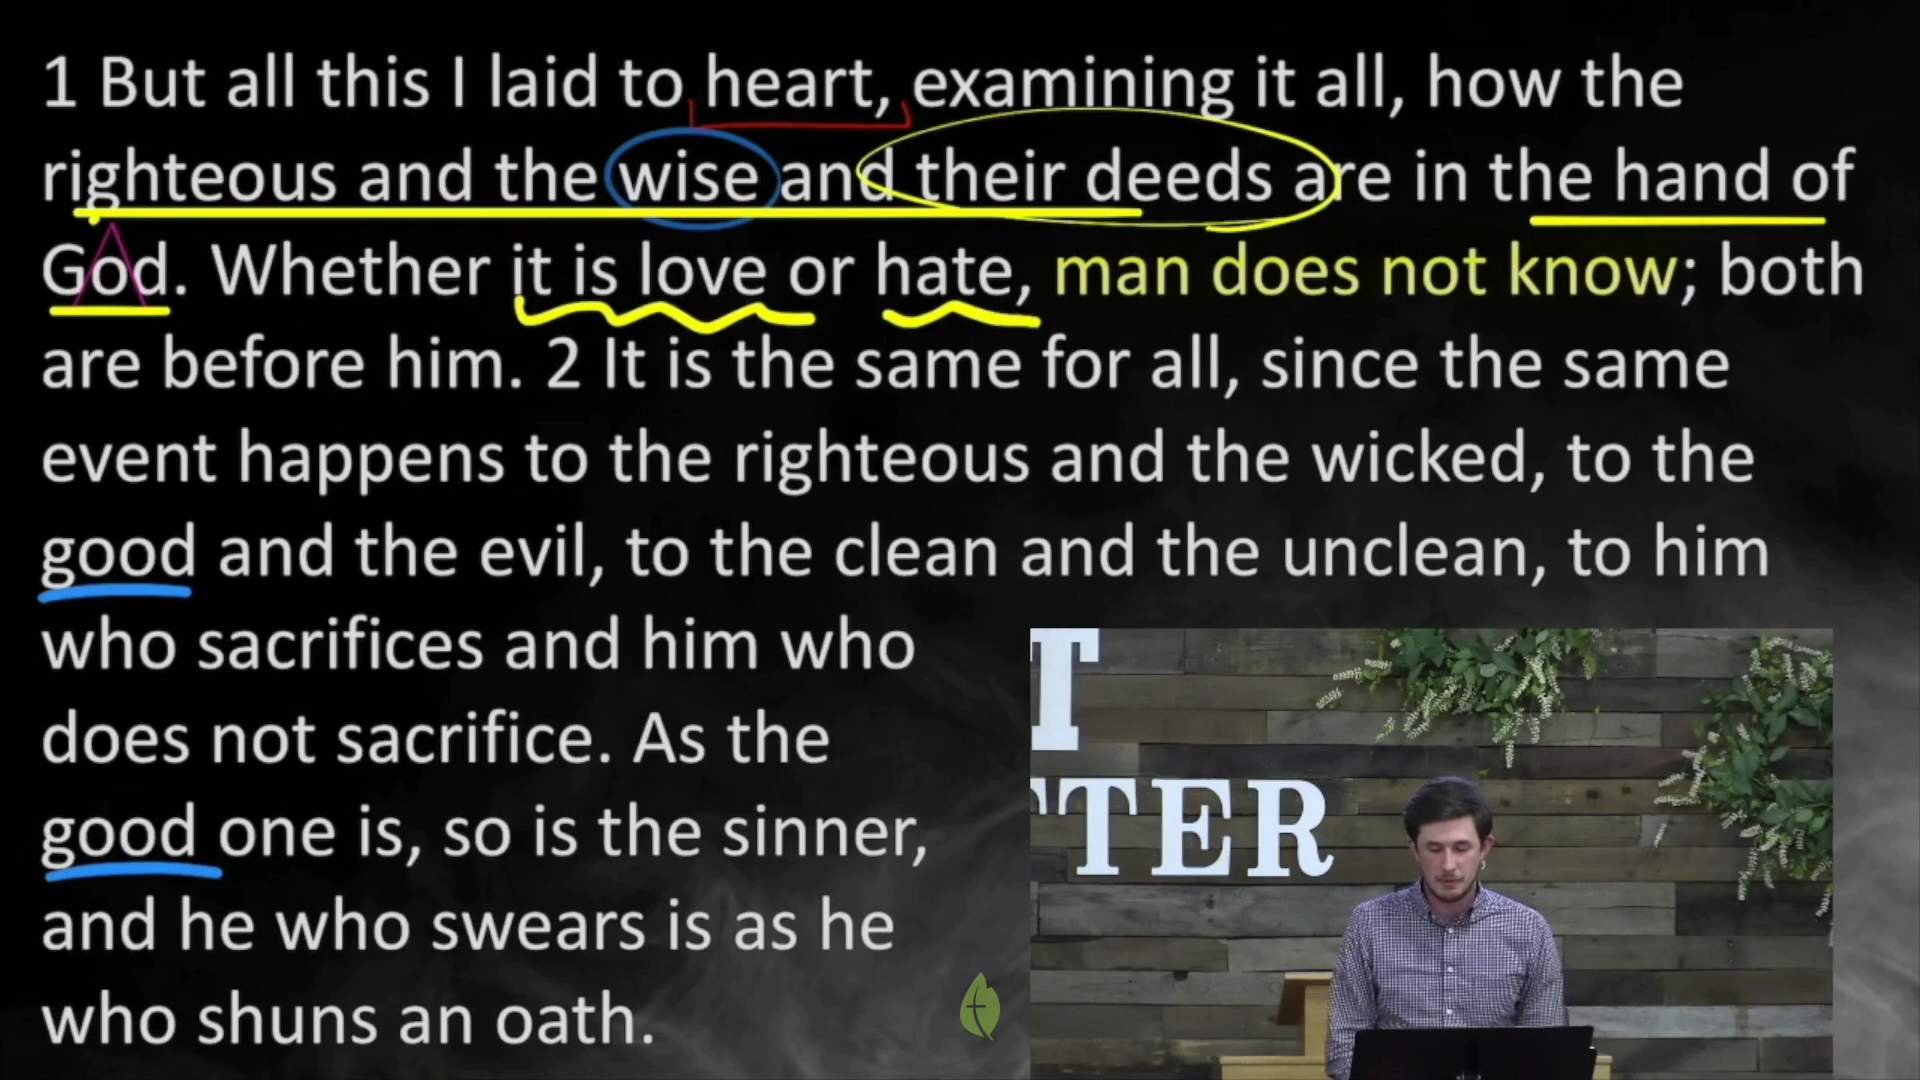 1 But all this I laid to heart, examining it all, how the
righteous and the wise and their deeds are in the hand of
God. Whether it is love or hate, man does not know; both
are before him. 2 It is the same for all, since the same
event happens to the righteous and the wicked, to the
good and the evil, to the clean and the unclean, to him
who sacrifices and him who
does not sacrifice. As the
good one is, so is the sinner,
and he who swears is as he
who shuns an oath.
T
TTER